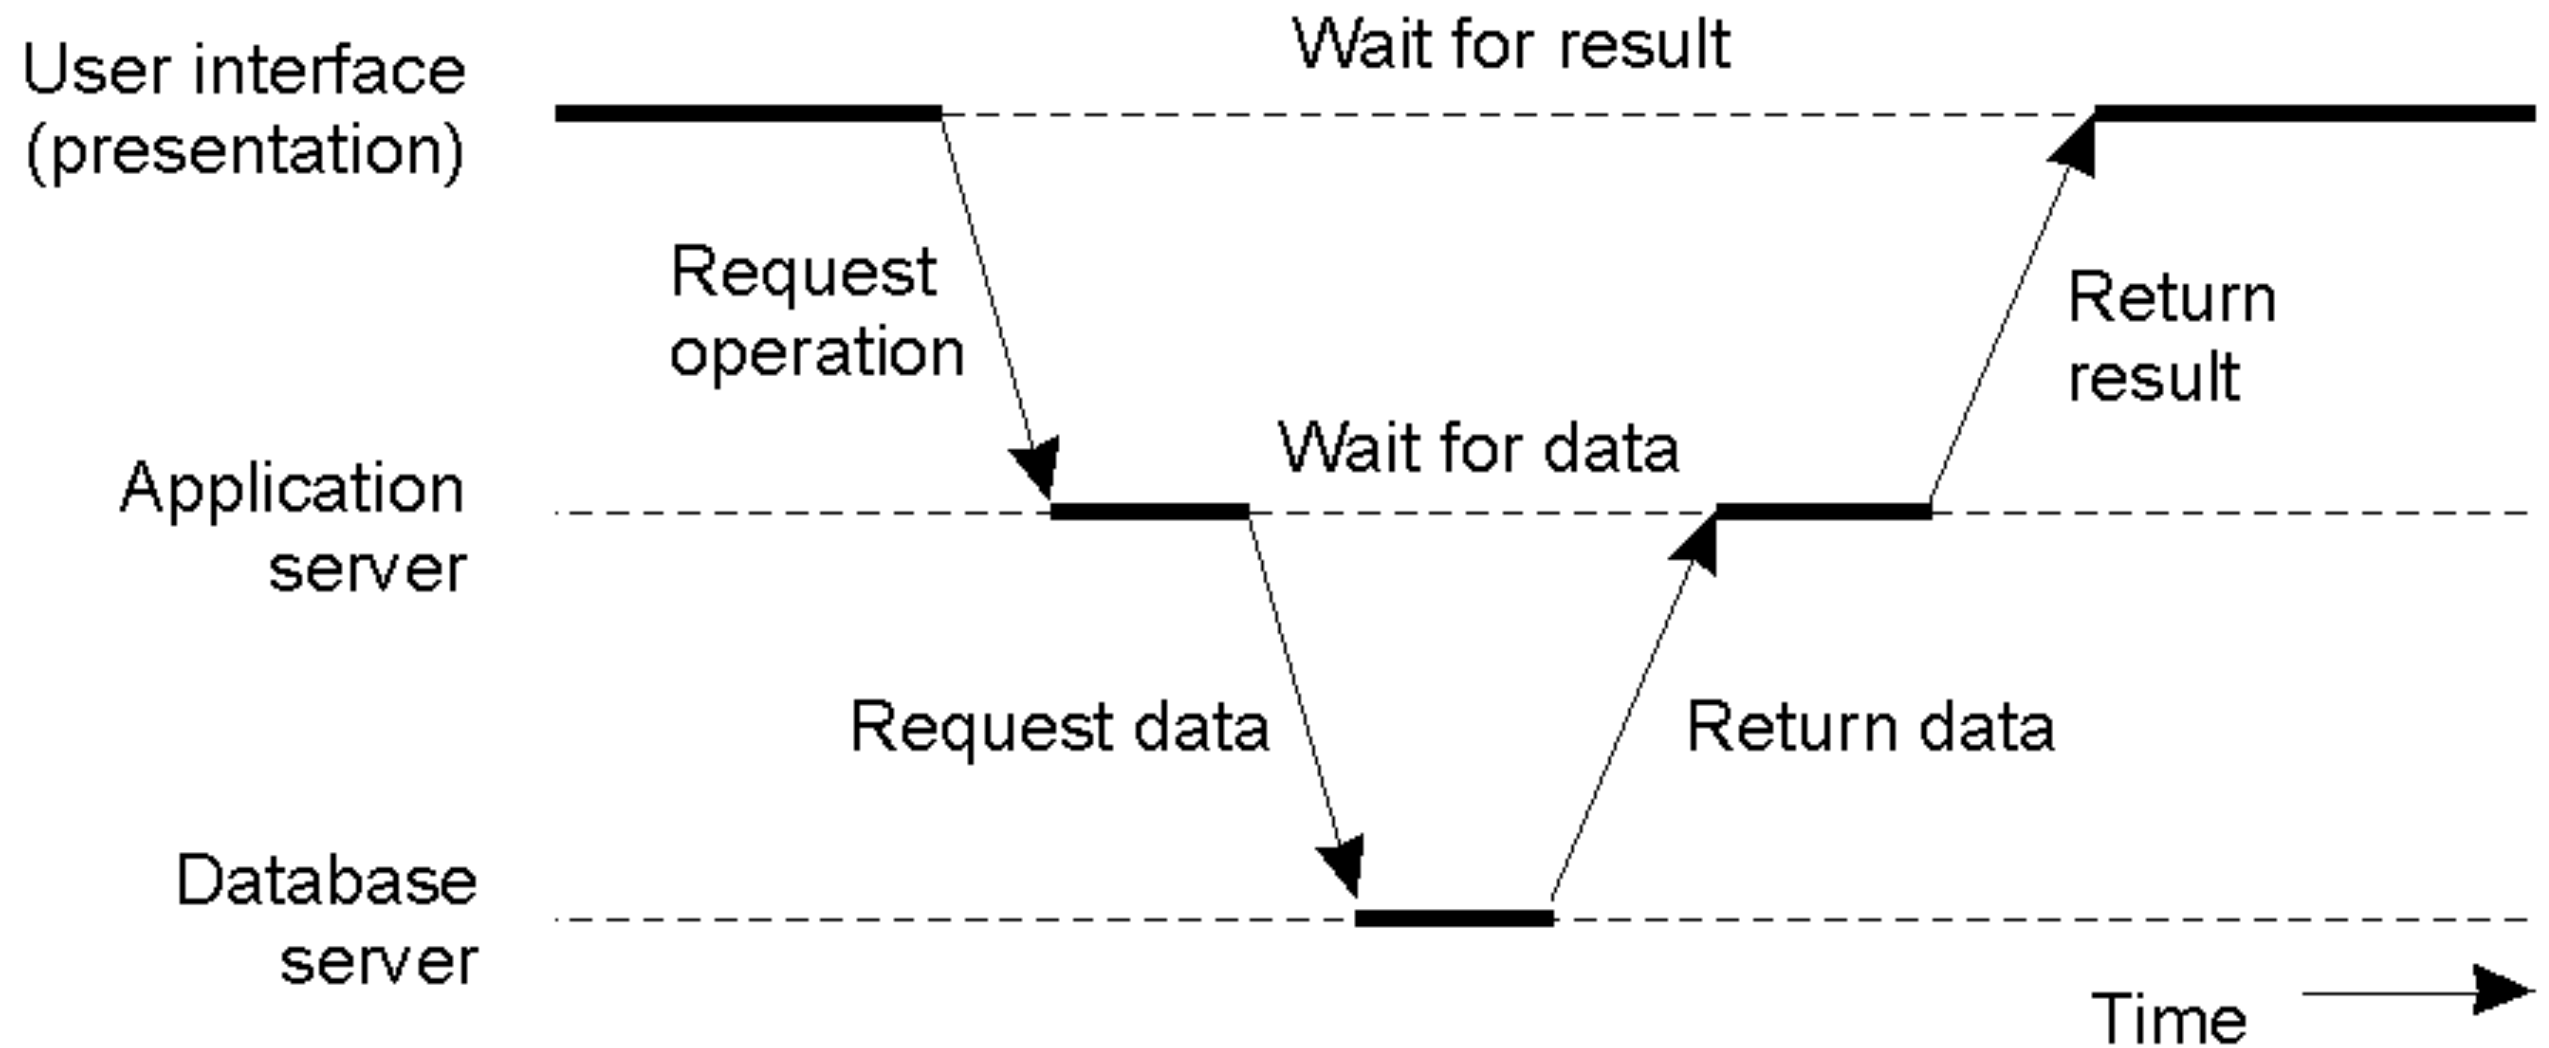 Wait for result
User interface
(presentation)
Request
operation
Return
result
Wait for data
Application
server
Request data
Return data
Database
server
Time